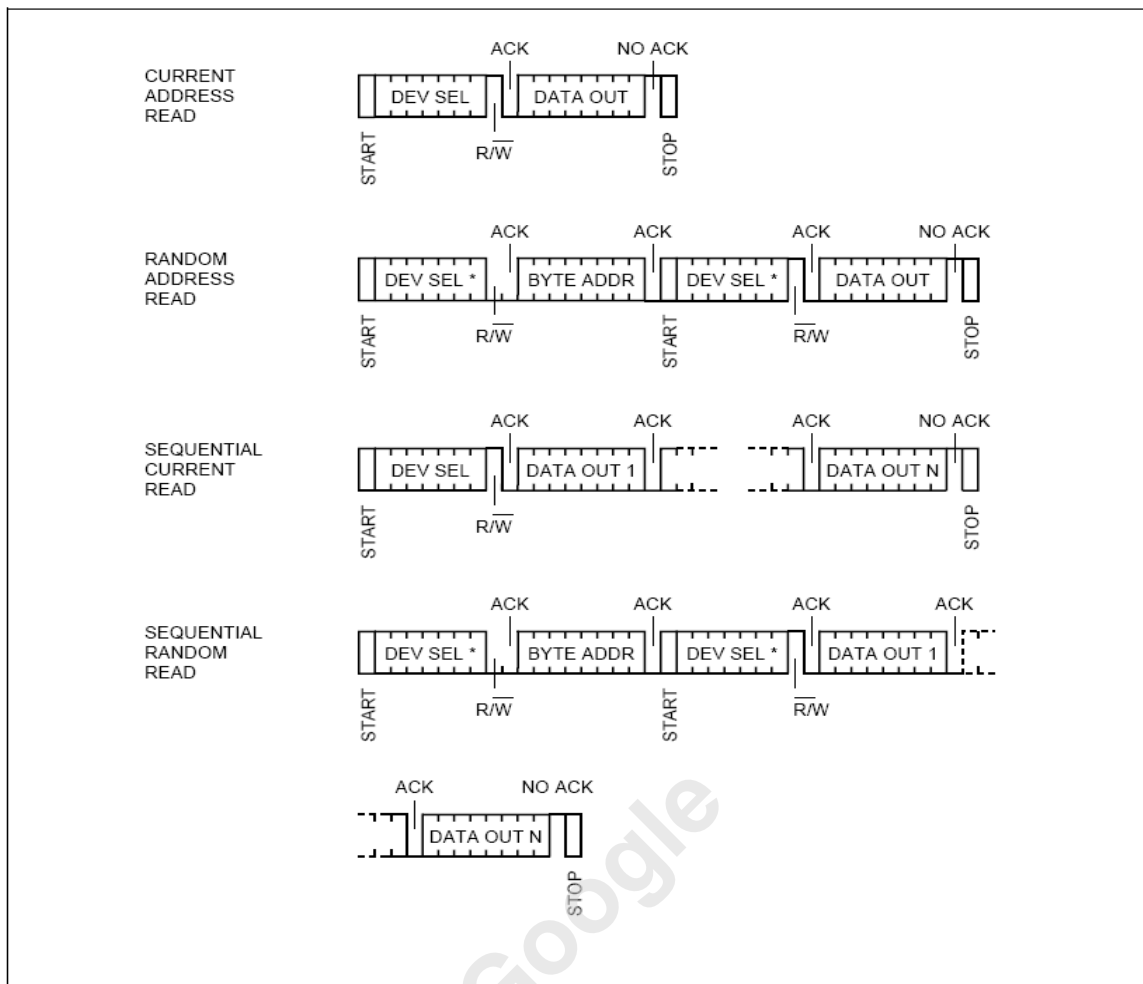 ACK NO ACK
CURRENT
ADDRESS
READ
DEV SEL DATA OUT
START R/W STOP
ACK ACK ACK NO ACK
RANDOM
ADDRESS
READ
DEV SEL * BYTE ADDR DEV SEL * DATA OUT
START R/W START R/W STOP
ACK ACK ACK NO ACK
SEQUENTIAL
CURRENT
READ
DEV SEL DATA OUT 1 DATA OUT N
START R/W STOP
ACK ACK ACK ACK
SEQUENTIAL
RANDOM
READ
DEV SEL * BYTE ADDR DEV SEL * DATA OUT 1
START R/W START R/W
ACK NO ACK
DATA OUT N
STOP
Google